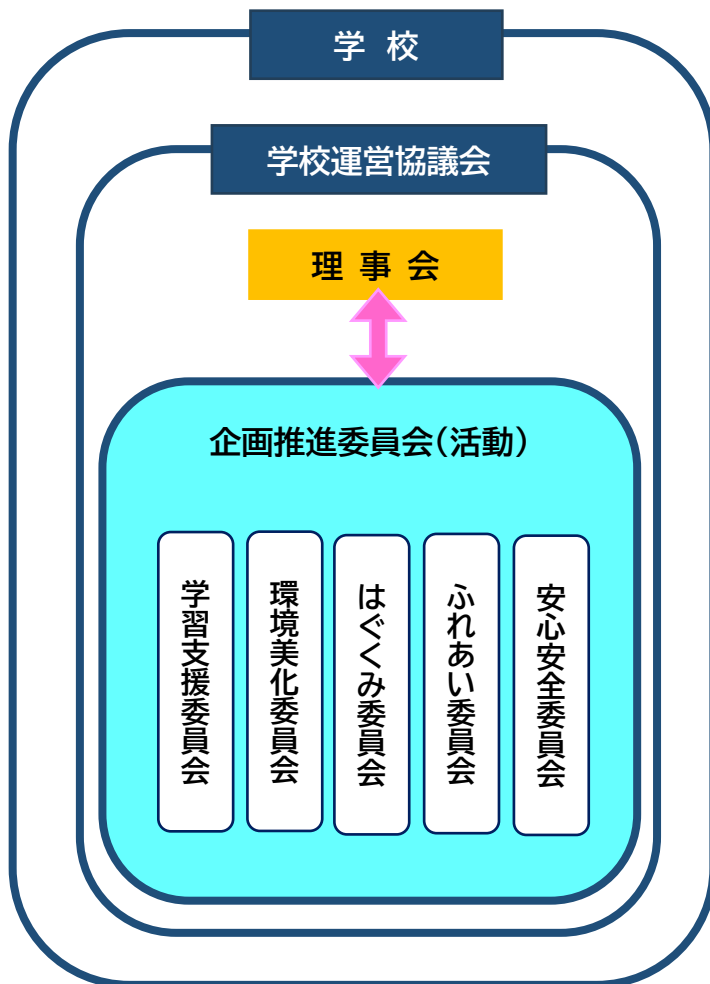 学 校
学校運営協議会
理 事 会
企画推進委員会(活動)
学習支援委員会
環境美化委員会
はぐくみ委員会
ふれあい委員会
安心安全委員会